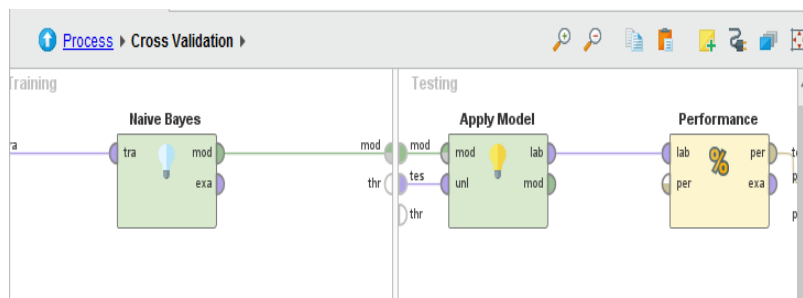 Process Cross Validation
Training Testing
Naive Bayes Apply Model Performance
tra mod mod mod mod lab lab per
exa thr tes unl mod per exa
thr